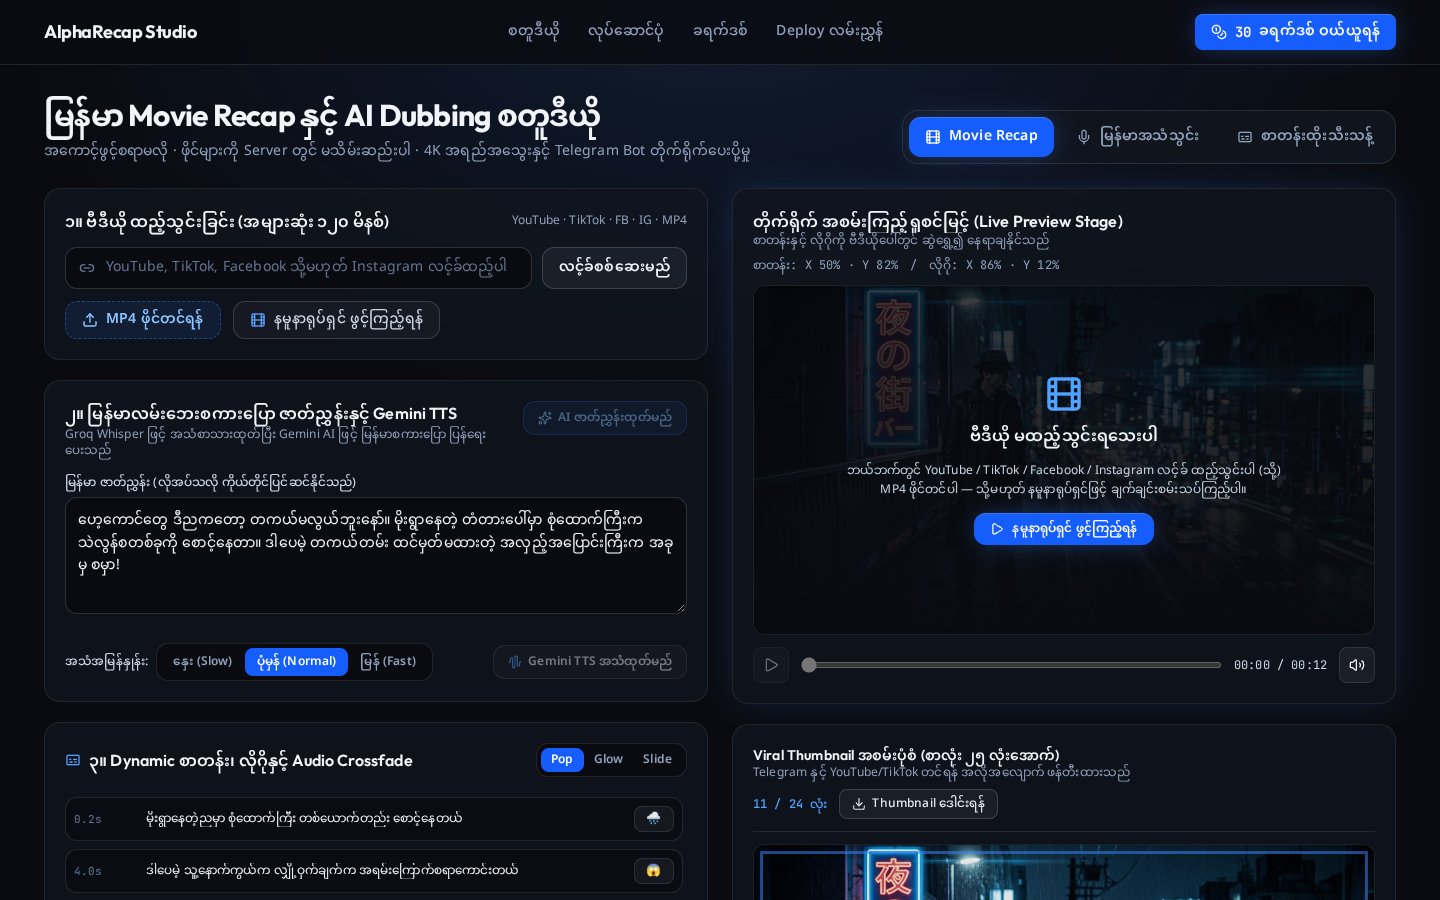 AlphaRecap Studio
စတူဒီယို
လုပ်ဆောင်ပုံ
ခရက်ဒစ်
Deploy လမ်းညွှန်
30 ခရက်ဒစ် ဝယ်ယူရန်
မြန်မာ Movie Recap နှင့် AI Dubbing စတူဒီယို
အကောင့်ဖွင့်စရာမလို · ဖိုင်များကို Server တွင် မသိမ်းဆည်းပါ · 4K အရည်အသွေးနှင့် Telegram Bot တိုက်ရိုက်ပေးပို့မှု
Movie Recap
မြန်မာအသံသွင်း
စာတန်းထိုးသီးသန့်
၁။ ဗီဒီယို ထည့်သွင်းခြင်း (အများဆုံး ၁၂၀ မိနစ်)
YouTube · TikTok · FB · IG · MP4
YouTube, TikTok, Facebook သို့မဟုတ် Instagram လင့်ခ်ထည့်ပါ
လင့်ခ်စစ်ဆေးမည်
MP4 ဖိုင်တင်ရန်
နမူနာရုပ်ရှင် ဖွင့်ကြည့်ရန်
၂။ မြန်မာလမ်းဘေးစကားပြော ဇာတ်ညွှန်းနှင့် Gemini TTS
Groq Whisper ဖြင့် အသံစာသားထုတ်ပြီး Gemini AI ဖြင့် မြန်မာစကားပြော ပြန်ရေး
ပေးသည်
AI ဇာတ်ညွှန်းထုတ်မည်
မြန်မာ ဇာတ်ညွှန်း (လိုအပ်သလို ကိုယ်တိုင်ပြင်ဆင်နိုင်သည်)
ဟေ့ကောင်တွေ ဒီညကတော့ တကယ်မလွယ်ဘူးနော်။ မိုးရွာနေတဲ့ တံတားပေါ်မှာ စုံထောက်ကြီးက
သဲလွန်စတစ်ခုကို စောင့်နေတာ။ ဒါပေမဲ့ တကယ်တမ်း ထင်မှတ်မထားတဲ့ အလှည့်အပြောင်းကြီးက အခု
မှ စမှာ!
အသံအမြန်နှုန်း:
နှေး (Slow)
ပုံမှန် (Normal)
မြန် (Fast)
Gemini TTS အသံထုတ်မည်
၃။ Dynamic စာတန်း၊ လိုဂိုနှင့် Audio Crossfade
Pop
Glow
Slide
0.2s
မိုးရွာနေတဲ့ညမှာ စုံထောက်ကြီး တစ်ယောက်တည်း စောင့်နေတယ်
4.0s
ဒါပေမဲ့ သူ့နောက်ကွယ်က လျှို့ဝှက်ချက်က အရမ်းကြောက်စရာကောင်းတယ်
တိုက်ရိုက် အစမ်းကြည့်ရှုစင်မြင့် (Live Preview Stage)
စာတန်းနှင့် လိုဂိုကို ဗီဒီယိုပေါ်တွင် ဆွဲရွှေ့၍ နေရာချနိုင်သည်
စာတန်း: X 50% · Y 82% / လိုဂို: X 86% · Y 12%
夜の街
バー
ဗီဒီယို မထည့်သွင်းရသေးပါ
ဘယ်ဘက်တွင် YouTube / TikTok / Facebook / Instagram လင့်ခ် ထည့်သွင်းပါ (သို့)
MP4 ဖိုင်တင်ပါ — သို့မဟုတ် နမူနာရုပ်ရှင်ဖြင့် ချက်ချင်းစမ်းသပ်ကြည့်ပါ။
နမူနာရုပ်ရှင် ဖွင့်ကြည့်ရန်
00:00 / 00:12
Viral Thumbnail အစမ်းပုံစံ (စာလုံး ၂၅ လုံးအောက်)
Telegram နှင့် YouTube/TikTok တင်ရန် အလိုအလျောက် ဖန်တီးထားသည်
11 / 24 လုံး
Thumbnail ဒေါင်းရန်
夜